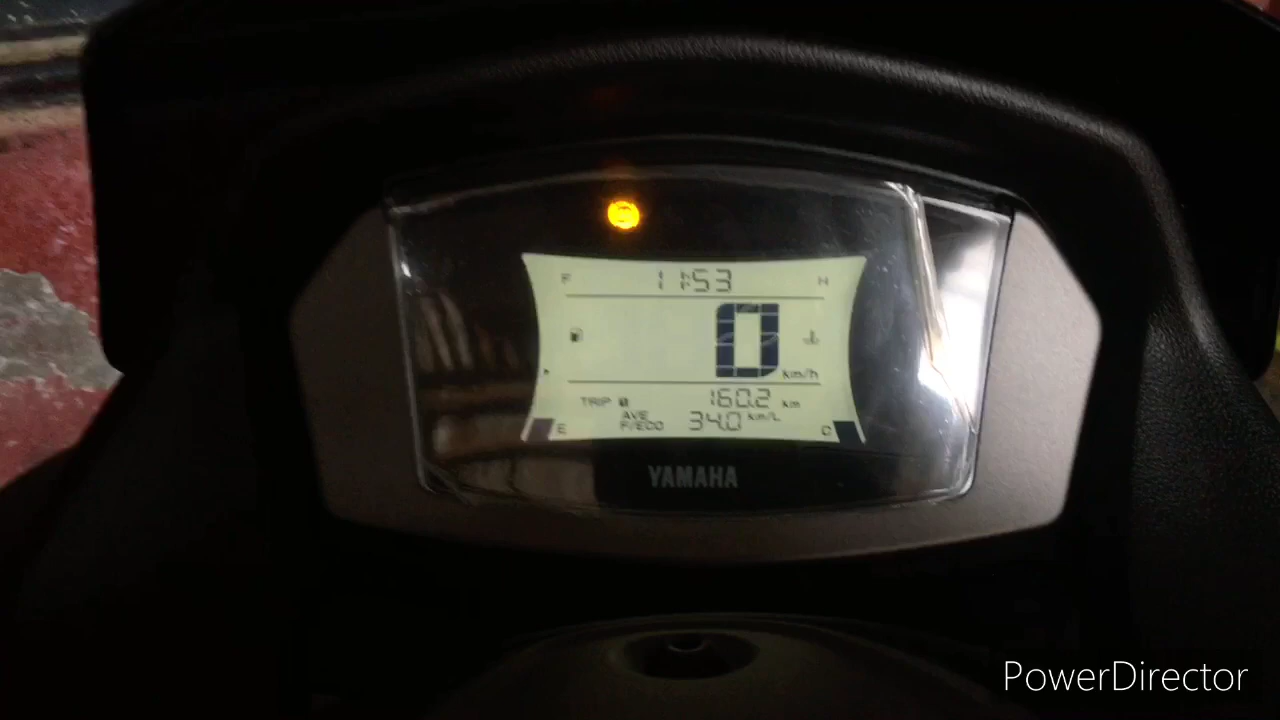 F 11:53 H
0 km/h
TRIP 160.2 km
AVE
F/ECO 34.0 km/L
E C
YAMAHA
PowerDirector